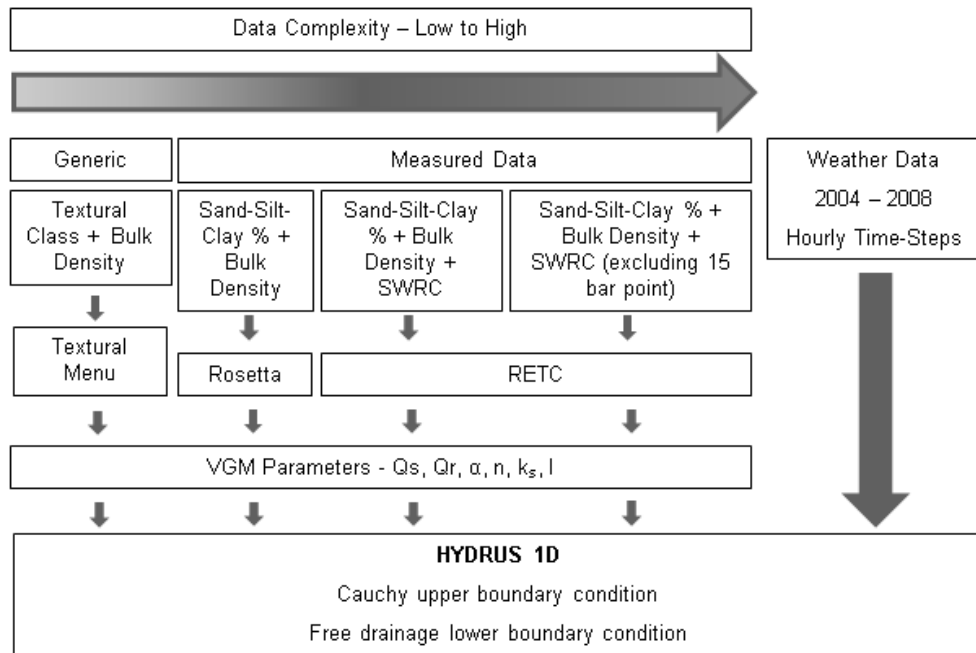 Data Complexity – Low to High
Generic
Measured Data
Weather Data
2004 – 2008
Hourly Time-Steps
Textural
Class + Bulk
Density
Sand-Silt-
Clay % +
Bulk
Density
Sand-Silt-Clay
% + Bulk
Density +
SWRC
Sand-Silt-Clay % +
Bulk Density +
SWRC (excluding 15
bar point)
Textural
Menu
Rosetta
RETC
VGM Parameters - Qs, Qr, α, n, kₛ, l
HYDRUS 1D
Cauchy upper boundary condition
Free drainage lower boundary condition